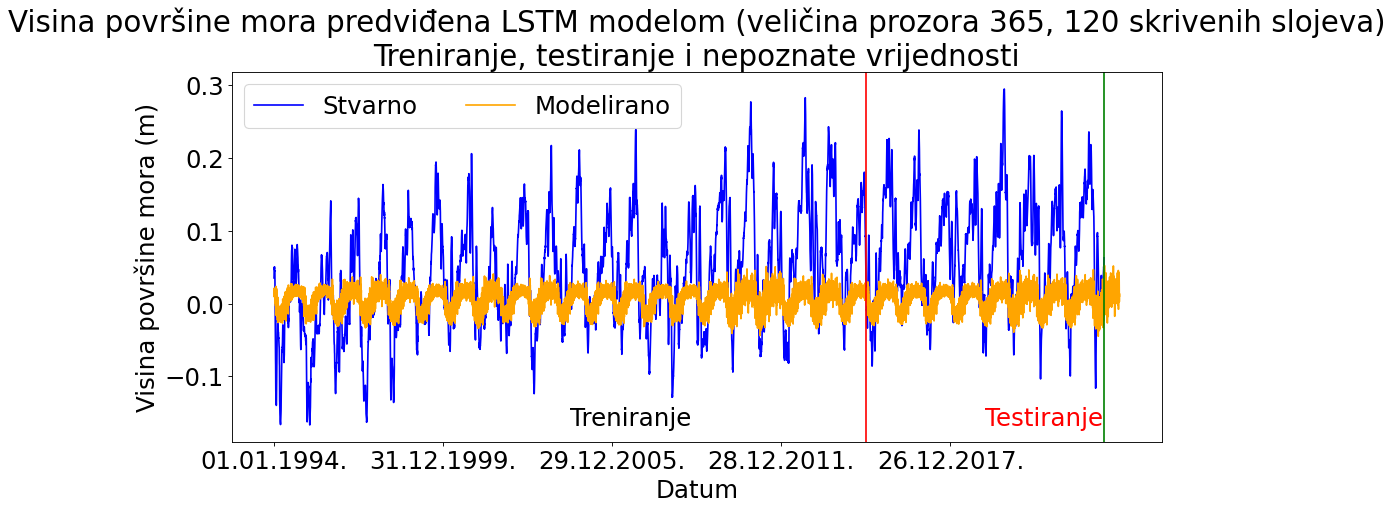 Visina površine mora predviđena LSTM modelom (veličina prozora 365, 120 skrivenih slojeva)
Treniranje, testiranje i nepoznate vrijednosti
Stvarno
Modelirano
Visina površine mora (m)
0.3
0.2
0.1
0.0
−0.1
Treniranje
Testiranje
01.01.1994.
31.12.1999.
29.12.2005.
28.12.2011.
26.12.2017.
Datum